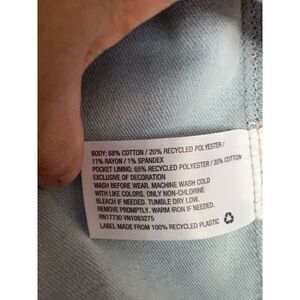 BODY: 68% COTTON / 20% RECYCLED POLYESTER /
11% RAYON / 1% SPANDEX
POCKET LINING: 65% RECYCLED POLYESTER / 35% COTTON
EXCLUSIVE OF DECORATION
WASH BEFORE WEAR. MACHINE WASH COLD
WITH LIKE COLORS. ONLY NON-CHLORINE
BLEACH IF NEEDED. TUMBLE DRY LOW.
REMOVE PROMPTLY. WARM IRON IF NEEDED.
RN17730 VN1083275
LABEL MADE FROM 100% RECYCLED PLASTIC